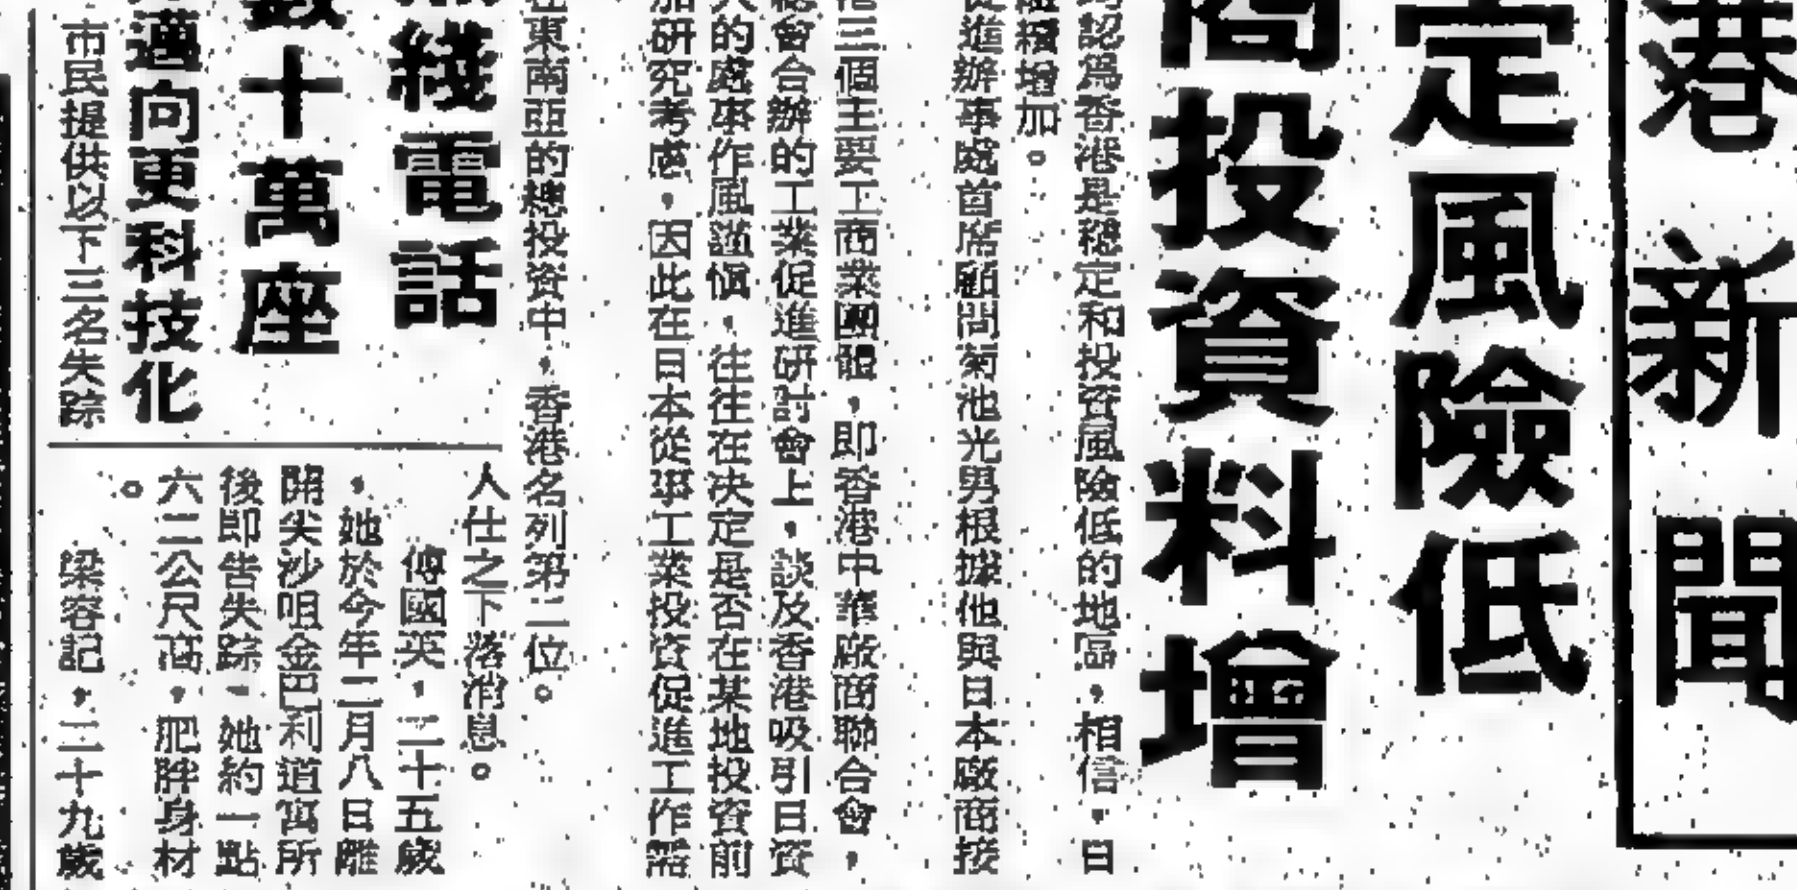 港新聞
定風險低
商投資料增
認爲香港是穩定和投資風險低的地區，相信，日
積增加。
進辦事處首席顧問菊池光男根據他與日本廠商接
三個主要工商業團體，即香港中華廠商聯合會，
總會合辦的工業促進研討會上，談及香港吸引日資
人的處事作風謹慎，往往在決定是否在某地投資前
加研究考慮，因此在日本從事工業投資促進工作需
在東南亞的總投資中，香港名列第二位。
綫電話
數十萬座
邁向更科技化
市民提供以下三名失踪
人仕之下落消息。
傅國英，二十五歲
，她於今年二月八日離
開尖沙咀金巴利道寓所
後即告失踪，她約一點
六二公尺高，肥胖身材
。
梁容記，三十九歲